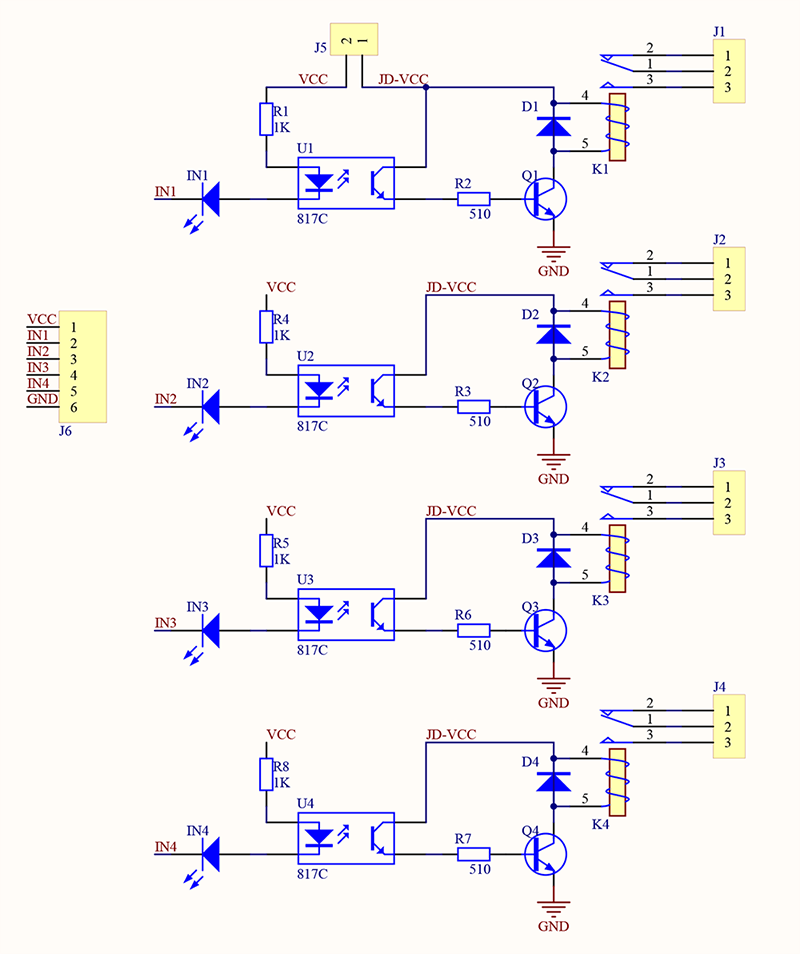 J5
2 1
VCC
JD-VCC
R1
1K
U1
817C
IN1
IN1
R2
510
D1
Q1
GND
4
5
K1
J1
2 1
1 2
3 3
VCC
R4
1K
U2
817C
IN2
IN2
JD-VCC
R3
510
D2
Q2
GND
4
5
K2
J2
2 1
1 2
3 3
VCC 1
IN1 2
IN2 3
IN3 4
IN4 5
GND 6
J6
VCC
R5
1K
U3
817C
IN3
IN3
JD-VCC
R6
510
D3
Q3
GND
4
5
K3
J3
2 1
1 2
3 3
VCC
R8
1K
U4
817C
IN4
IN4
JD-VCC
R7
510
D4
Q4
GND
4
5
K4
J4
2 1
1 2
3 3